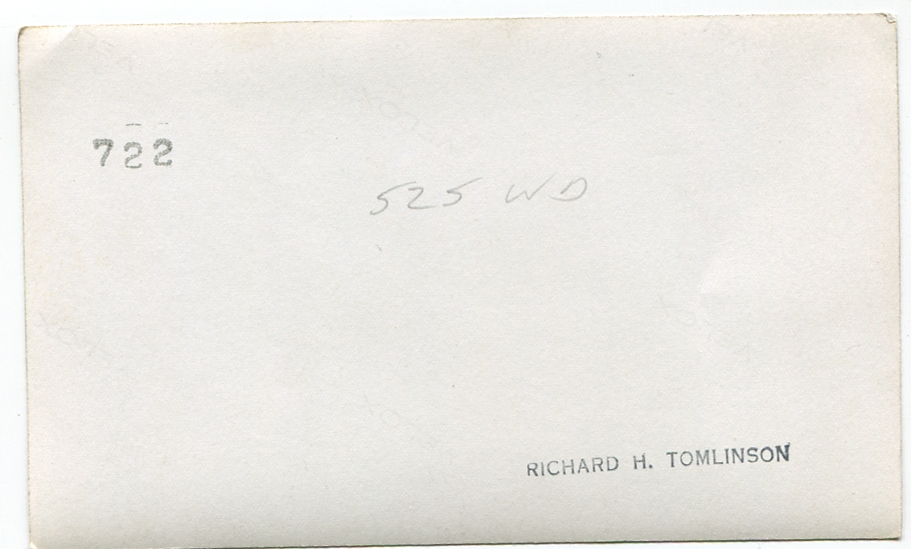 722
525 WD
RICHARD H. TOMLINSON